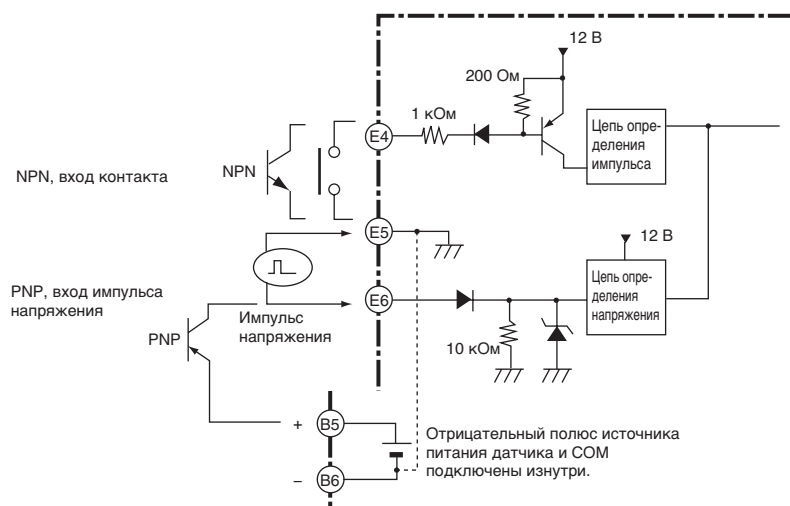 12 В
200 Ом
1 кОм
E4
Цепь опре-
деления
импульса
NPN, вход контакта
NPN
E5
12 В
PNP, вход импульса
напряжения
E6
Цепь опре-
деления
напряжения
Импульс
напряжения
PNP
10 кОм
+
B5
Отрицательный полюс источника
питания датчика и COM
подключены изнутри.
–
B6